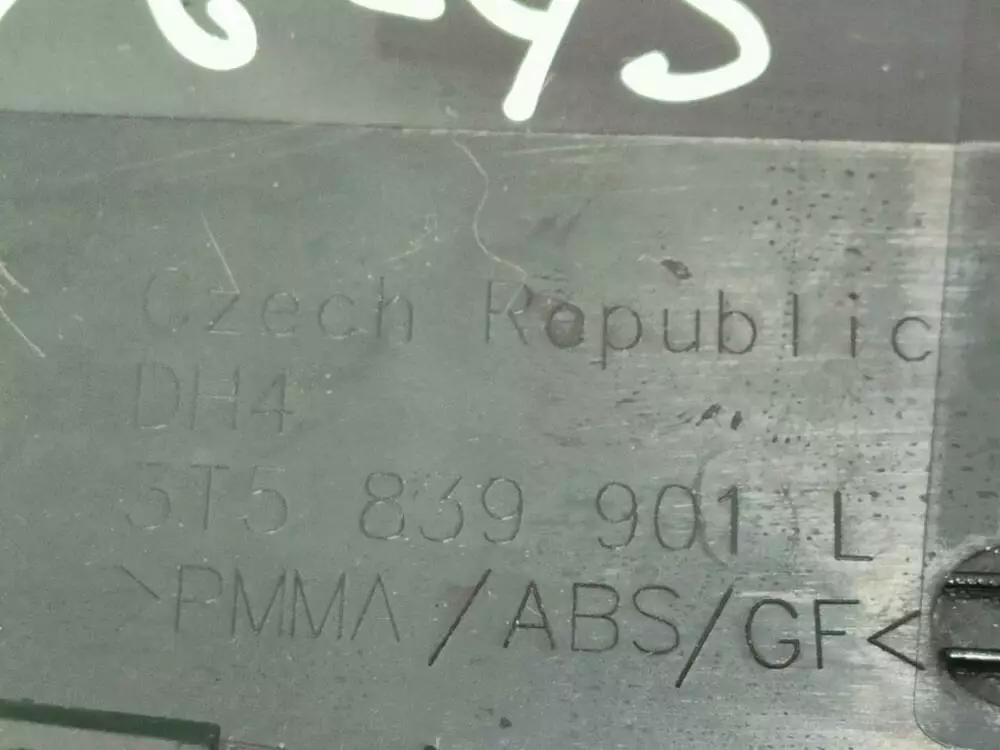 Czech Republic
DH4
3T5 839 901 L
>PMMA/ABS/GF<